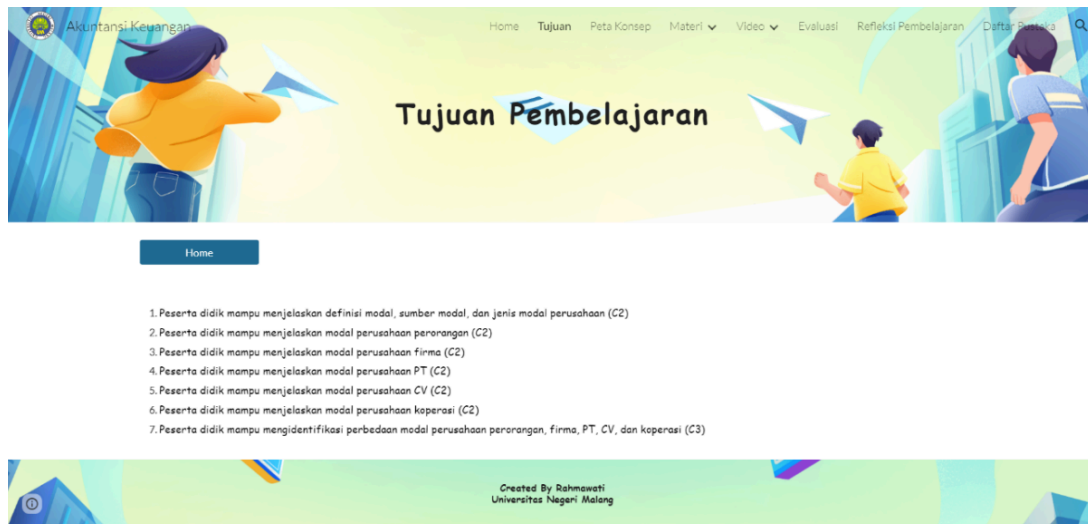 Akuntansi Keuangan
Home Tujuan Peta Konsep Materi Video Evaluasi Refleksi Pembelajaran Daftar Pustaka
Tujuan Pembelajaran
Home
1. Peserta didik mampu menjelaskan definisi modal, sumber modal, dan jenis modal perusahaan (C2)
2. Peserta didik mampu menjelaskan modal perusahaan perorangan (C2)
3. Peserta didik mampu menjelaskan modal perusahaan firma (C2)
4. Peserta didik mampu menjelaskan modal perusahaan PT (C2)
5. Peserta didik mampu menjelaskan modal perusahaan CV (C2)
6. Peserta didik mampu menjelaskan modal perusahaan koperasi (C2)
7. Peserta didik mampu mengidentifikasi perbedaan modal perusahaan perorangan, firma, PT, CV, dan koperasi (C3)
Created By Rahmawati
Universitas Negeri Malang